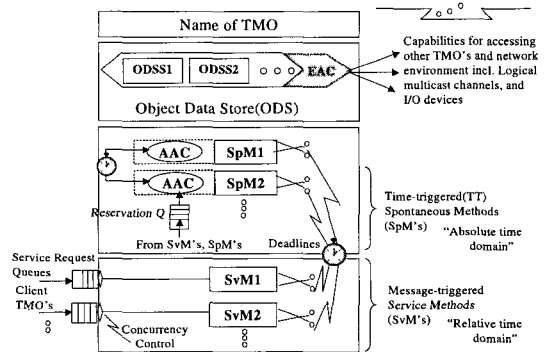 Name of TMO
ODSS1
ODSS2
EAC
Capabilities for accessing
other TMO's and network
environment incl. Logical
multicast channels, and
I/O devices
Object Data Store(ODS)
AAC
SpM1
AAC
SpM2
Reservation Q
From SvM's, SpM's
Deadlines
Time-triggered(TT)
Spontaneous Methods
(SpM's)
"Absolute time
domain"
Service Request
Queues
Client
TMO's
SvM1
SvM2
Concurrency
Control
Message-triggered
Service Methods
(SvM's)
"Relative time
domain"